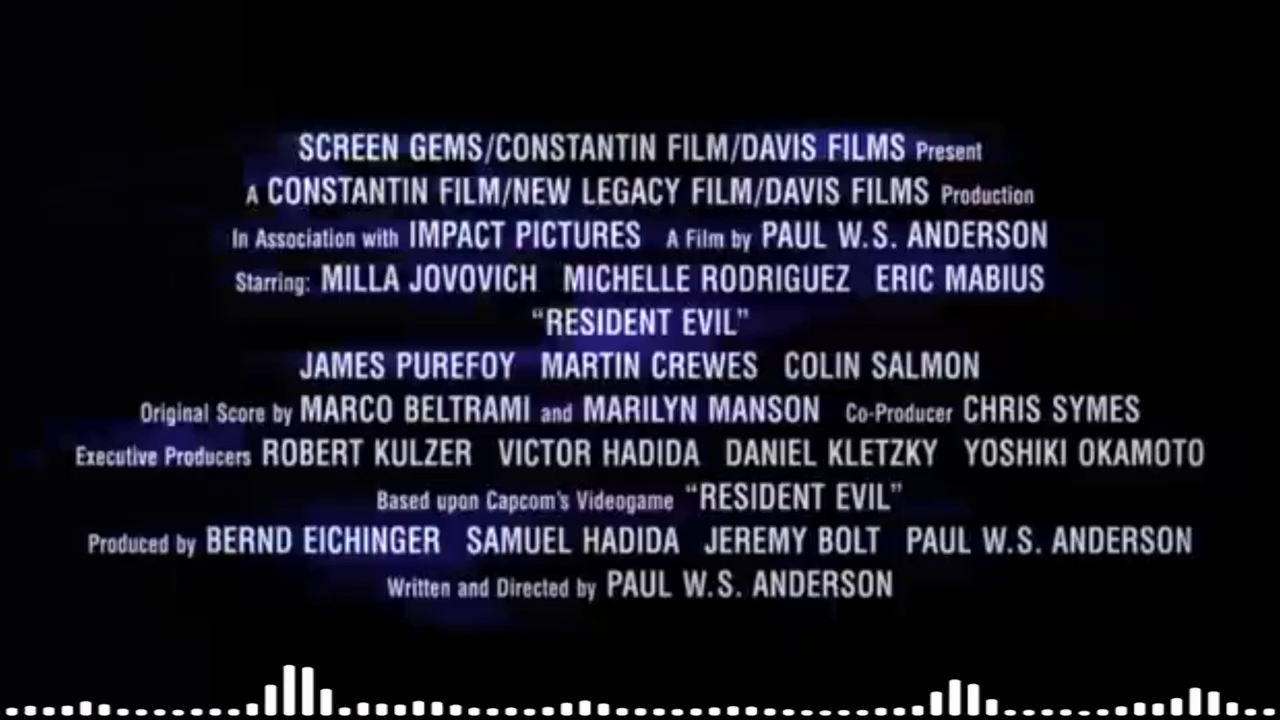 SCREEN GEMS/CONSTANTIN FILM/DAVIS FILMS Present
A CONSTANTIN FILM/NEW LEGACY FILM/DAVIS FILMS Production
In Association with IMPACT PICTURES A Film by PAUL W.S. ANDERSON
Starring: MILLA JOVOVICH MICHELLE RODRIGUEZ ERIC MABIUS
“RESIDENT EVIL”
JAMES PUREFOY MARTIN CREWES COLIN SALMON
Original Score by MARCO BELTRAMI and MARILYN MANSON Co-Producer CHRIS SYMES
Executive Producers ROBERT KULZER VICTOR HADIDA DANIEL KLETZKY YOSHIKI OKAMOTO
Based upon Capcom's Videogame “RESIDENT EVIL”
Produced by BERND EICHINGER SAMUEL HADIDA JEREMY BOLT PAUL W.S. ANDERSON
Written and Directed by PAUL W.S. ANDERSON